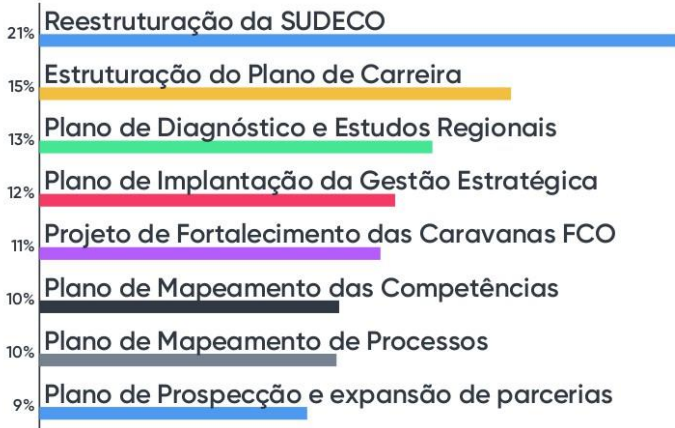 Reestruturação da SUDECO
21%
Estruturação do Plano de Carreira
15%
Plano de Diagnóstico e Estudos Regionais
13%
Plano de Implantação da Gestão Estratégica
12%
Projeto de Fortalecimento das Caravanas FCO
11%
Plano de Mapeamento das Competências
10%
Plano de Mapeamento de Processos
10%
Plano de Prospecção e expansão de parcerias
9%